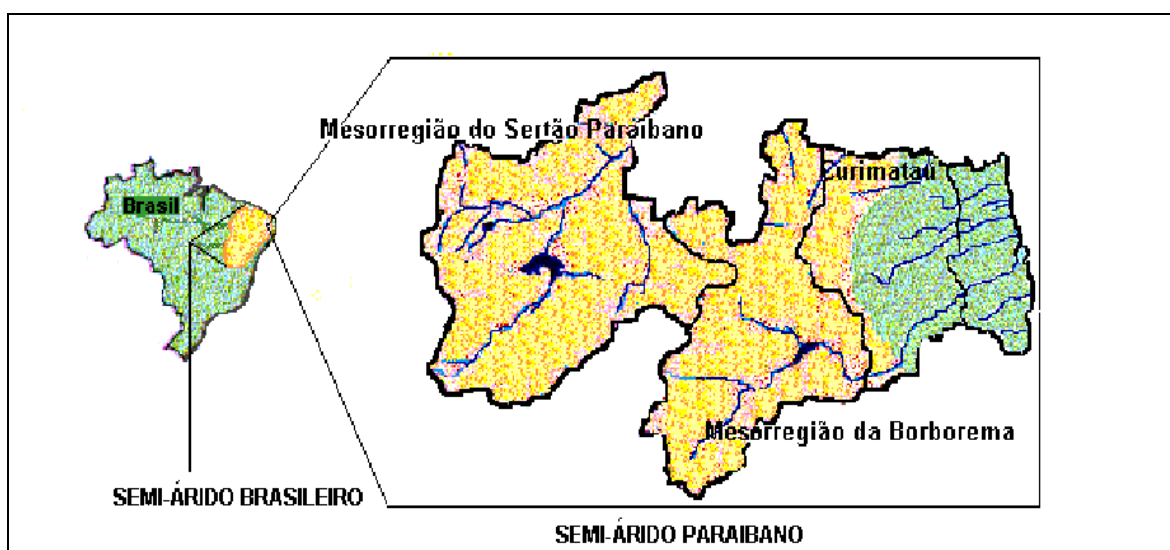 Mesorregião do Sertão Paraibano
Curimataú
Brasil
Mesorregião da Borborema
SEMI-ÁRIDO BRASILEIRO
SEMI-ÁRIDO PARAIBANO